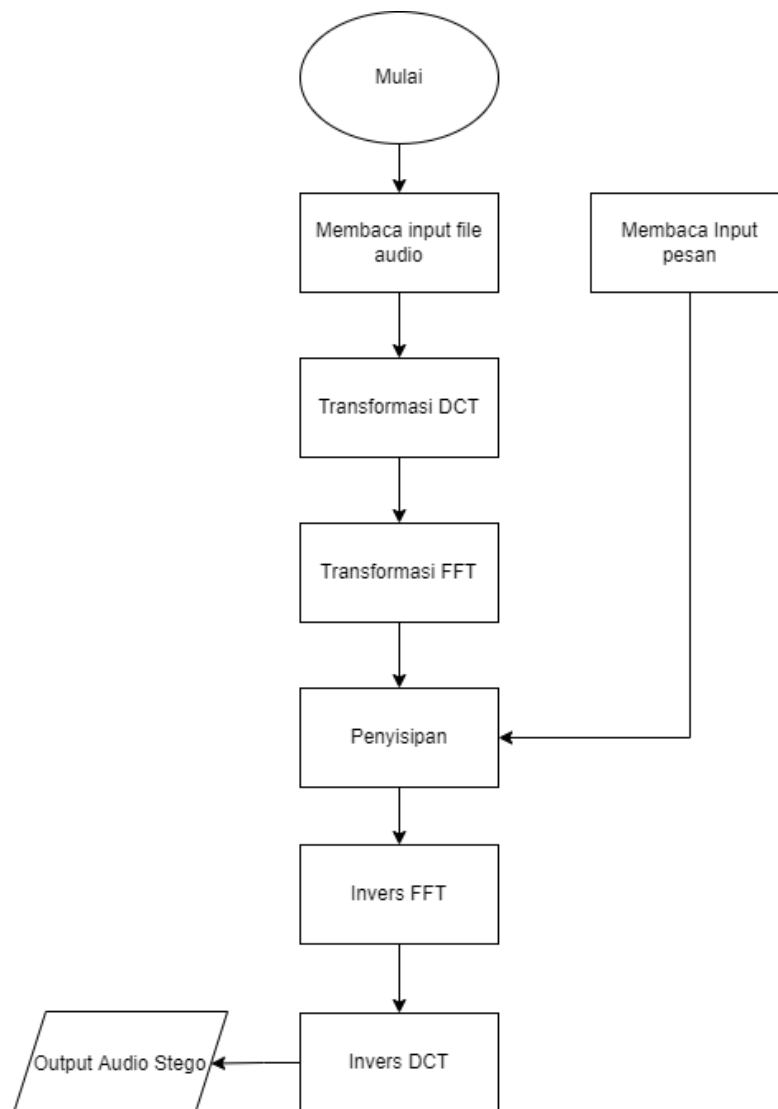 Mulai
Membaca input file
audio
Membaca Input
pesan
Transformasi DCT
Transformasi FFT
Penyisipan
Invers FFT
Invers DCT
Output Audio Stego